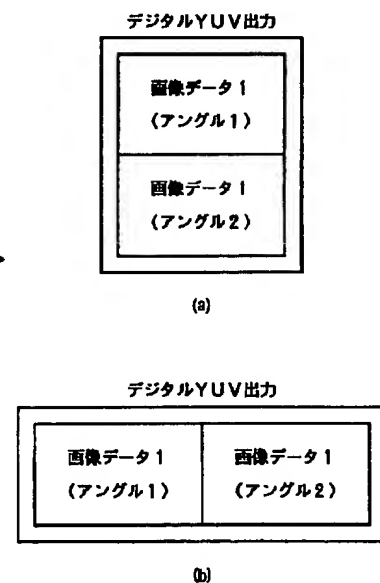 デジタルYUV出力
画像データ1
(アングル1)
画像データ1
(アングル2)
(a)
デジタルYUV出力
画像データ1 画像データ1
(アングル1) (アングル2)
(b)